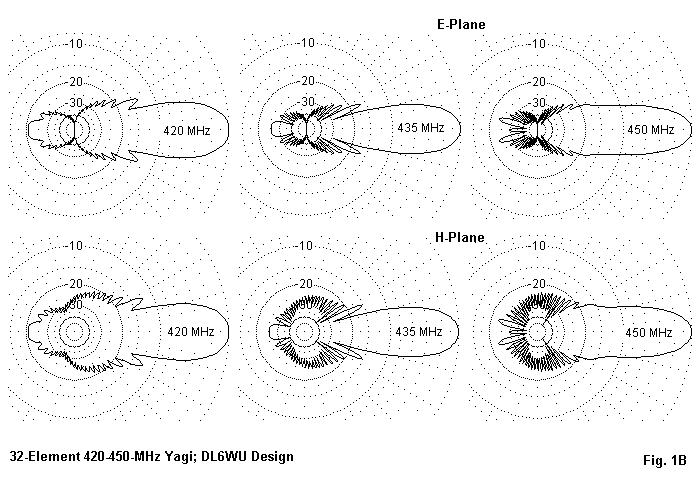 E-Plane
-10 -10 -10
-20 -20 -20
-30 -30 -30
420 MHz 435 MHz 450 MHz
H-Plane
-10 -10 -10
-20 -20 -20
-30 -30 -30
420 MHz 435 MHz 450 MHz
32-Element 420-450-MHz Yagi; DL6WU Design
Fig. 1B